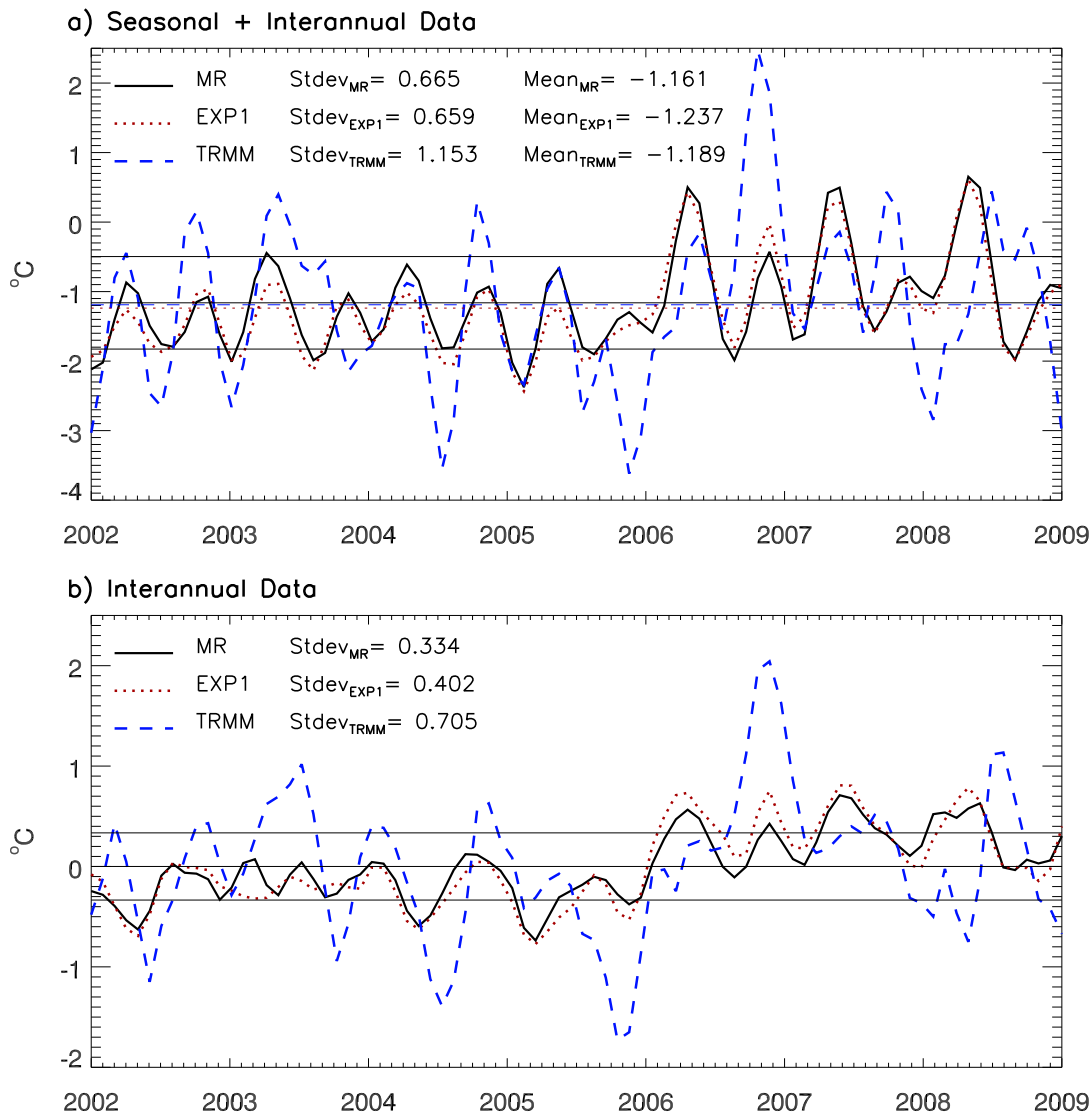 a) Seasonal + Interannual Data
MR Stdev_MR= 0.665 Mean_MR= −1.161
EXP1 Stdev_EXP1= 0.659 Mean_EXP1= −1.237
TRMM Stdev_TRMM= 1.153 Mean_TRMM= −1.189
2
1
0
-1
-2
-3
-4
°C
2002 2003 2004 2005 2006 2007 2008 2009
b) Interannual Data
MR Stdev_MR= 0.334
EXP1 Stdev_EXP1= 0.402
TRMM Stdev_TRMM= 0.705
2
1
0
-1
-2
°C
2002 2003 2004 2005 2006 2007 2008 2009